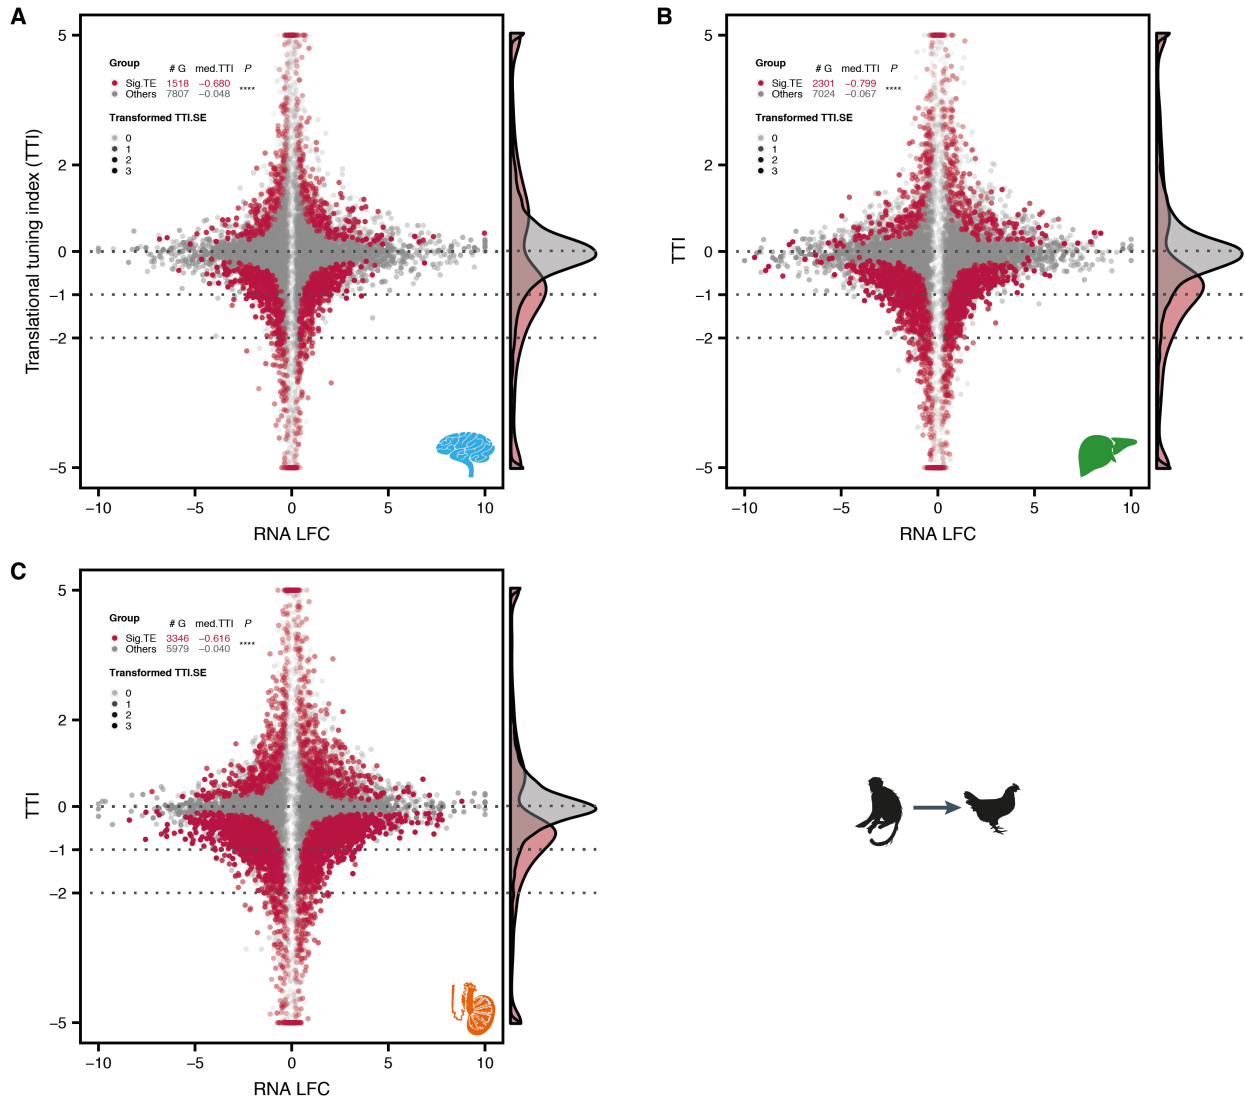 A
Translational tuning index (TTI)
5
2
0
−1
−2
−5
Group
# G med.TTI P
Sig.TE 1518 −0.680
Others 7807 −0.048
****
Transformed TTI.SE
0
1
2
3
−10 −5 0 5 10
RNA LFC
B
TTI
5
2
0
−1
−2
−5
Group
# G med.TTI P
Sig.TE 2301 −0.799
Others 7024 −0.067
****
Transformed TTI.SE
0
1
2
3
−10 −5 0 5 10
RNA LFC
C
TTI
5
2
0
−1
−2
−5
Group
# G med.TTI P
Sig.TE 3346 −0.616
Others 5979 −0.040
****
Transformed TTI.SE
0
1
2
3
−10 −5 0 5 10
RNA LFC